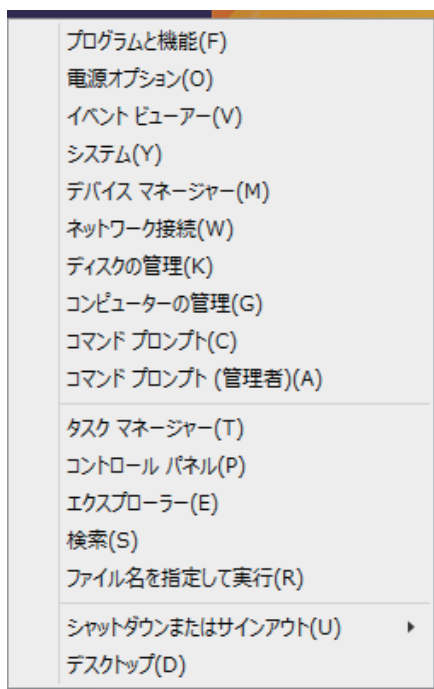 プログラムと機能(F)
電源オプション(O)
イベント ビューアー(V)
システム(Y)
デバイス マネージャー(M)
ネットワーク接続(W)
ディスクの管理(K)
コンピューターの管理(G)
コマンド プロンプト(C)
コマンド プロンプト (管理者)(A)
タスク マネージャー(T)
コントロール パネル(P)
エクスプローラー(E)
検索(S)
ファイル名を指定して実行(R)
シャットダウンまたはサインアウト(U)
デスクトップ(D)